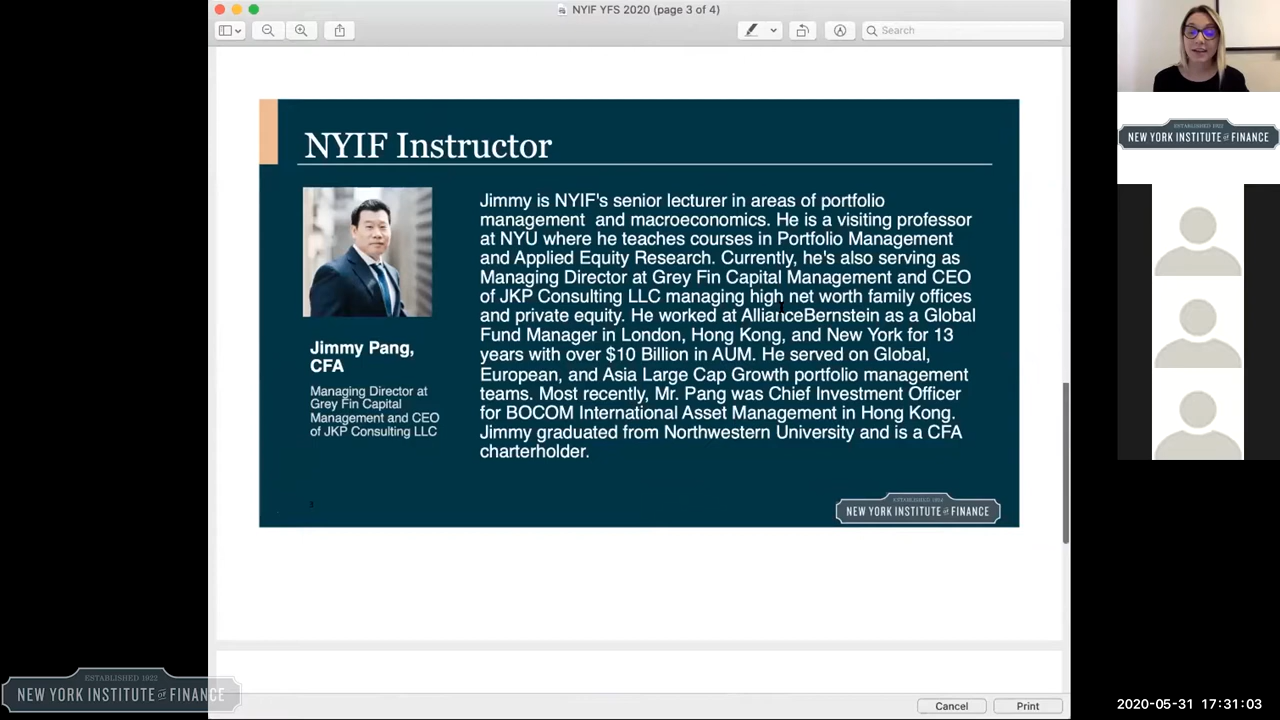 NYIF YFS 2020 (page 3 of 4)
Search
NYIF Instructor
Jimmy is NYIF's senior lecturer in areas of portfolio
management and macroeconomics. He is a visiting professor
at NYU where he teaches courses in Portfolio Management
and Applied Equity Research. Currently, he's also serving as
Managing Director at Grey Fin Capital Management and CEO
of JKP Consulting LLC managing high net worth family offices
and private equity. He worked at AllianceBernstein as a Global
Fund Manager in London, Hong Kong, and New York for 13
years with over $10 Billion in AUM. He served on Global,
European, and Asia Large Cap Growth portfolio management
teams. Most recently, Mr. Pang was Chief Investment Officer
for BOCOM International Asset Management in Hong Kong.
Jimmy graduated from Northwestern University and is a CFA
charterholder.
Jimmy Pang,
CFA
Managing Director at
Grey Fin Capital
Management and CEO
of JKP Consulting LLC
3
ESTABLISHED 1922
NEW YORK INSTITUTE OF FINANCE
Cancel
Print
ESTABLISHED 1922
NEW YORK INSTITUTE OF FINANCE
ESTABLISHED 1922
NEW YORK INSTITUTE OF FINANCE
2020-05-31 17:31:03